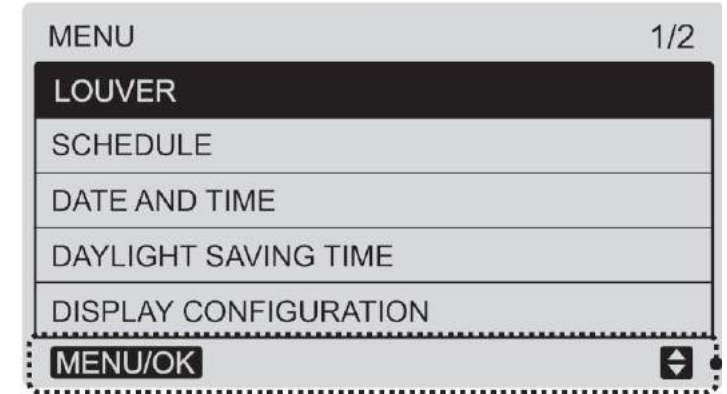 MENU 1/2
LOUVER
SCHEDULE
DATE AND TIME
DAYLIGHT SAVING TIME
DISPLAY CONFIGURATION
MENU/OK